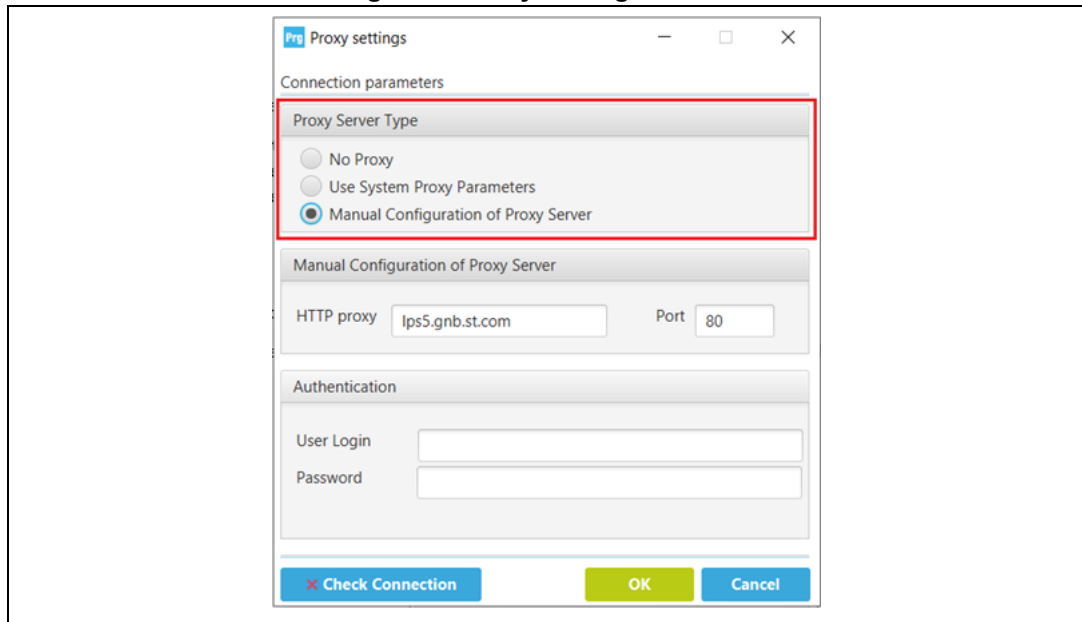 Prg Proxy settings
Connection parameters
Proxy Server Type
No Proxy
Use System Proxy Parameters
Manual Configuration of Proxy Server
Manual Configuration of Proxy Server
HTTP proxy lps5.gnb.st.com Port 80
Authentication
User Login
Password
Check Connection OK Cancel